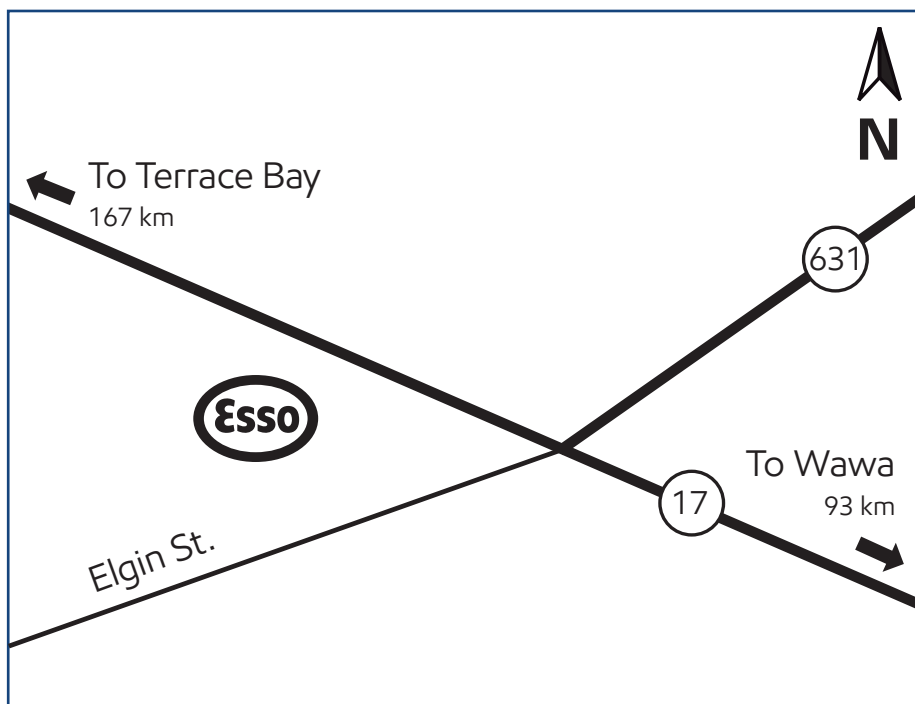 N
To Terrace Bay
167 km
631
Esso
To Wawa
17
93 km
Elgin St.